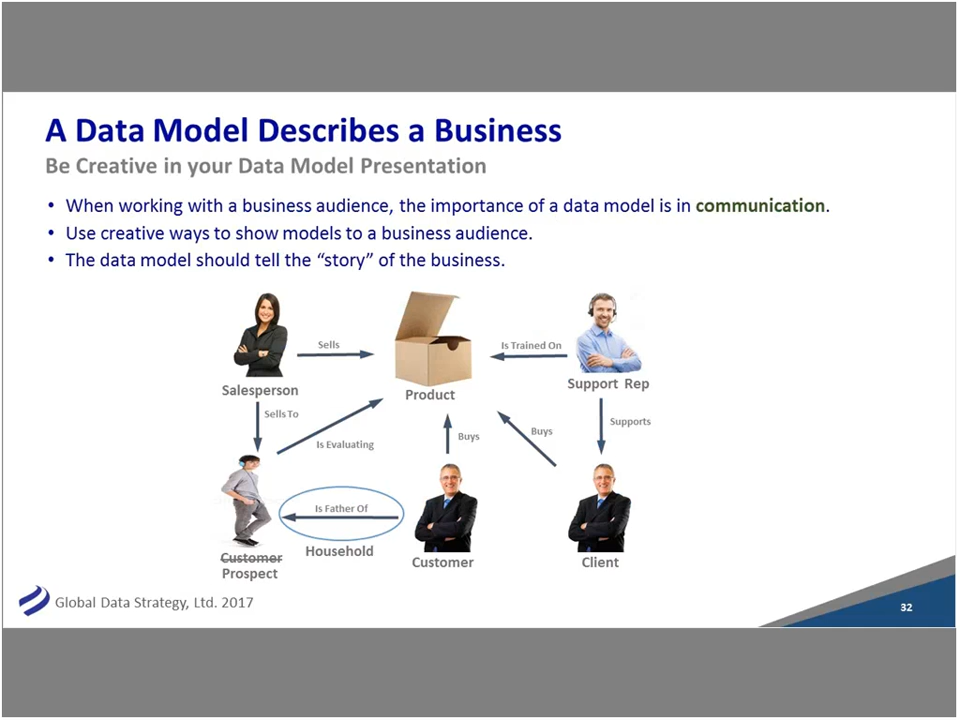 A Data Model Describes a Business
Be Creative in your Data Model Presentation
• When working with a business audience, the importance of a data model is in communication.
• Use creative ways to show models to a business audience.
• The data model should tell the “story” of the business.
Sells
Is Trained On
Salesperson
Product
Support Rep
Sells To
Is Evaluating
Buys
Buys
Supports
Is Father Of
Household
Customer
Prospect
Customer
Client
Global Data Strategy, Ltd. 2017
32